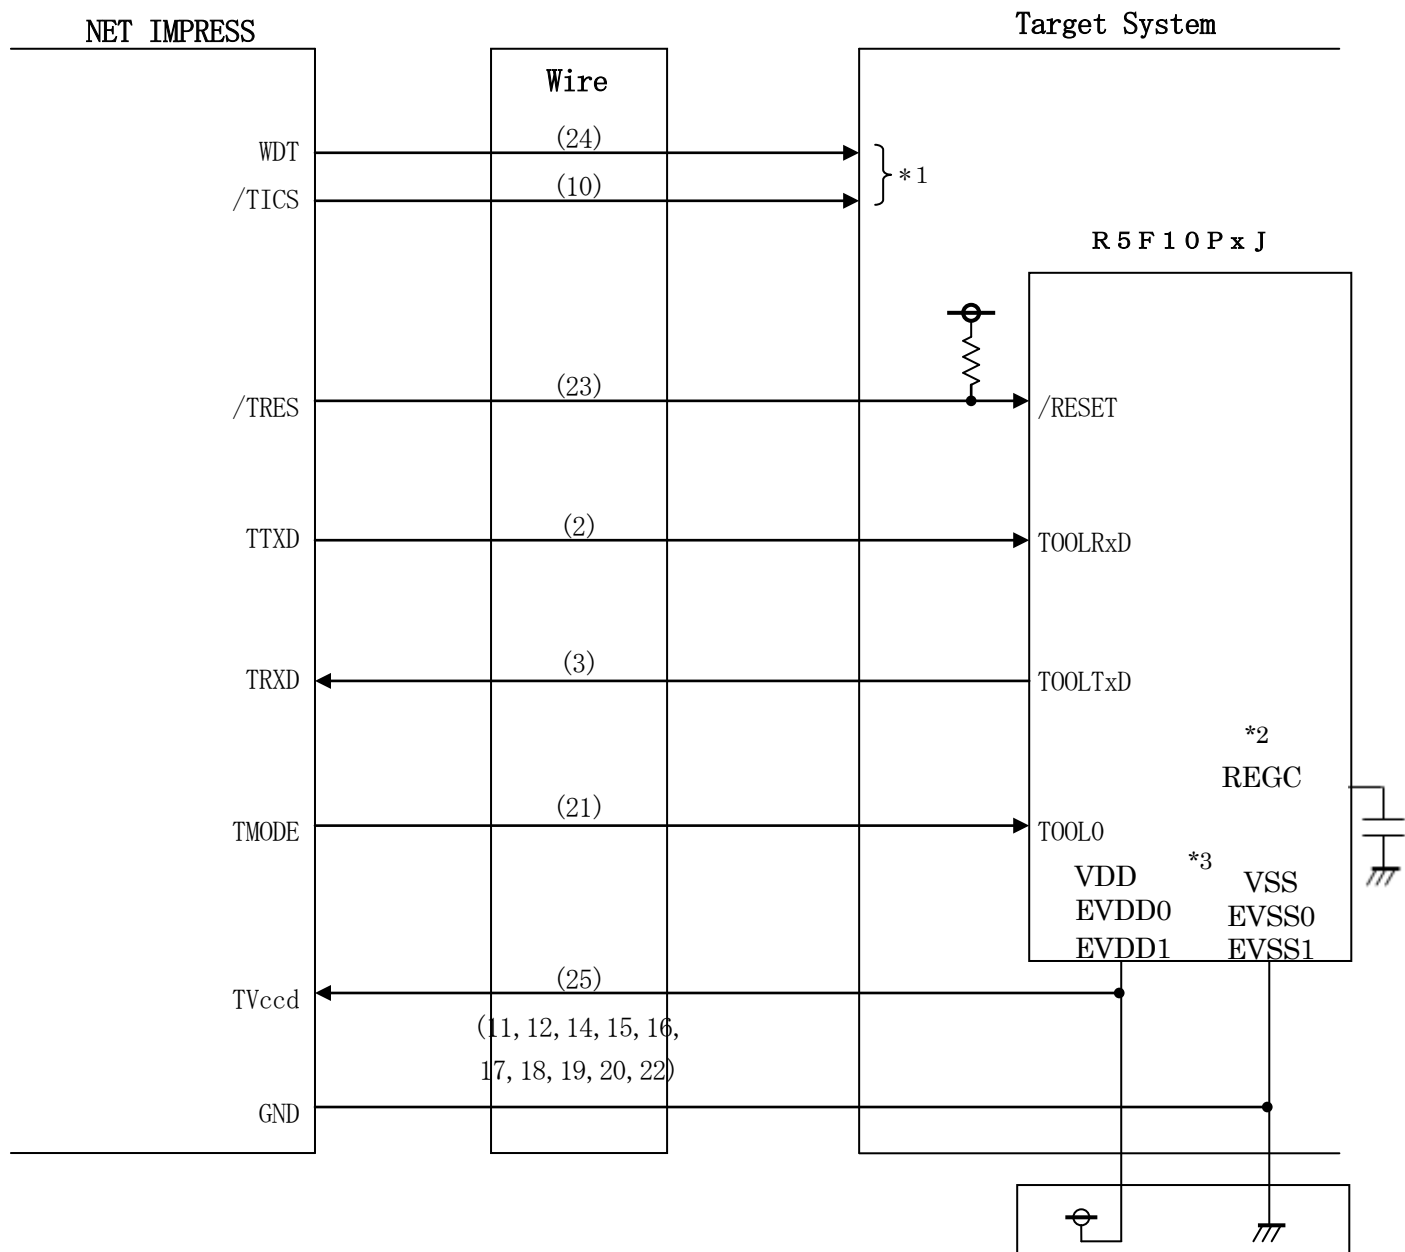 NET IMPRESS
Target System
Wire
WDT
(24)
/TICS
(10)
*1
R5F10PxJ
/TRES
(23)
/RESET
TTXD
(2)
TOOLRxD
TRXD
(3)
TOOLTxD
*2
REGC
TMODE
(21)
TOOL0
*3
VDD
VSS
EVDD0
EVSS0
EVDD1
EVSS1
TVccd
(25)
(11, 12, 14, 15, 16,
17, 18, 19, 20, 22)
GND